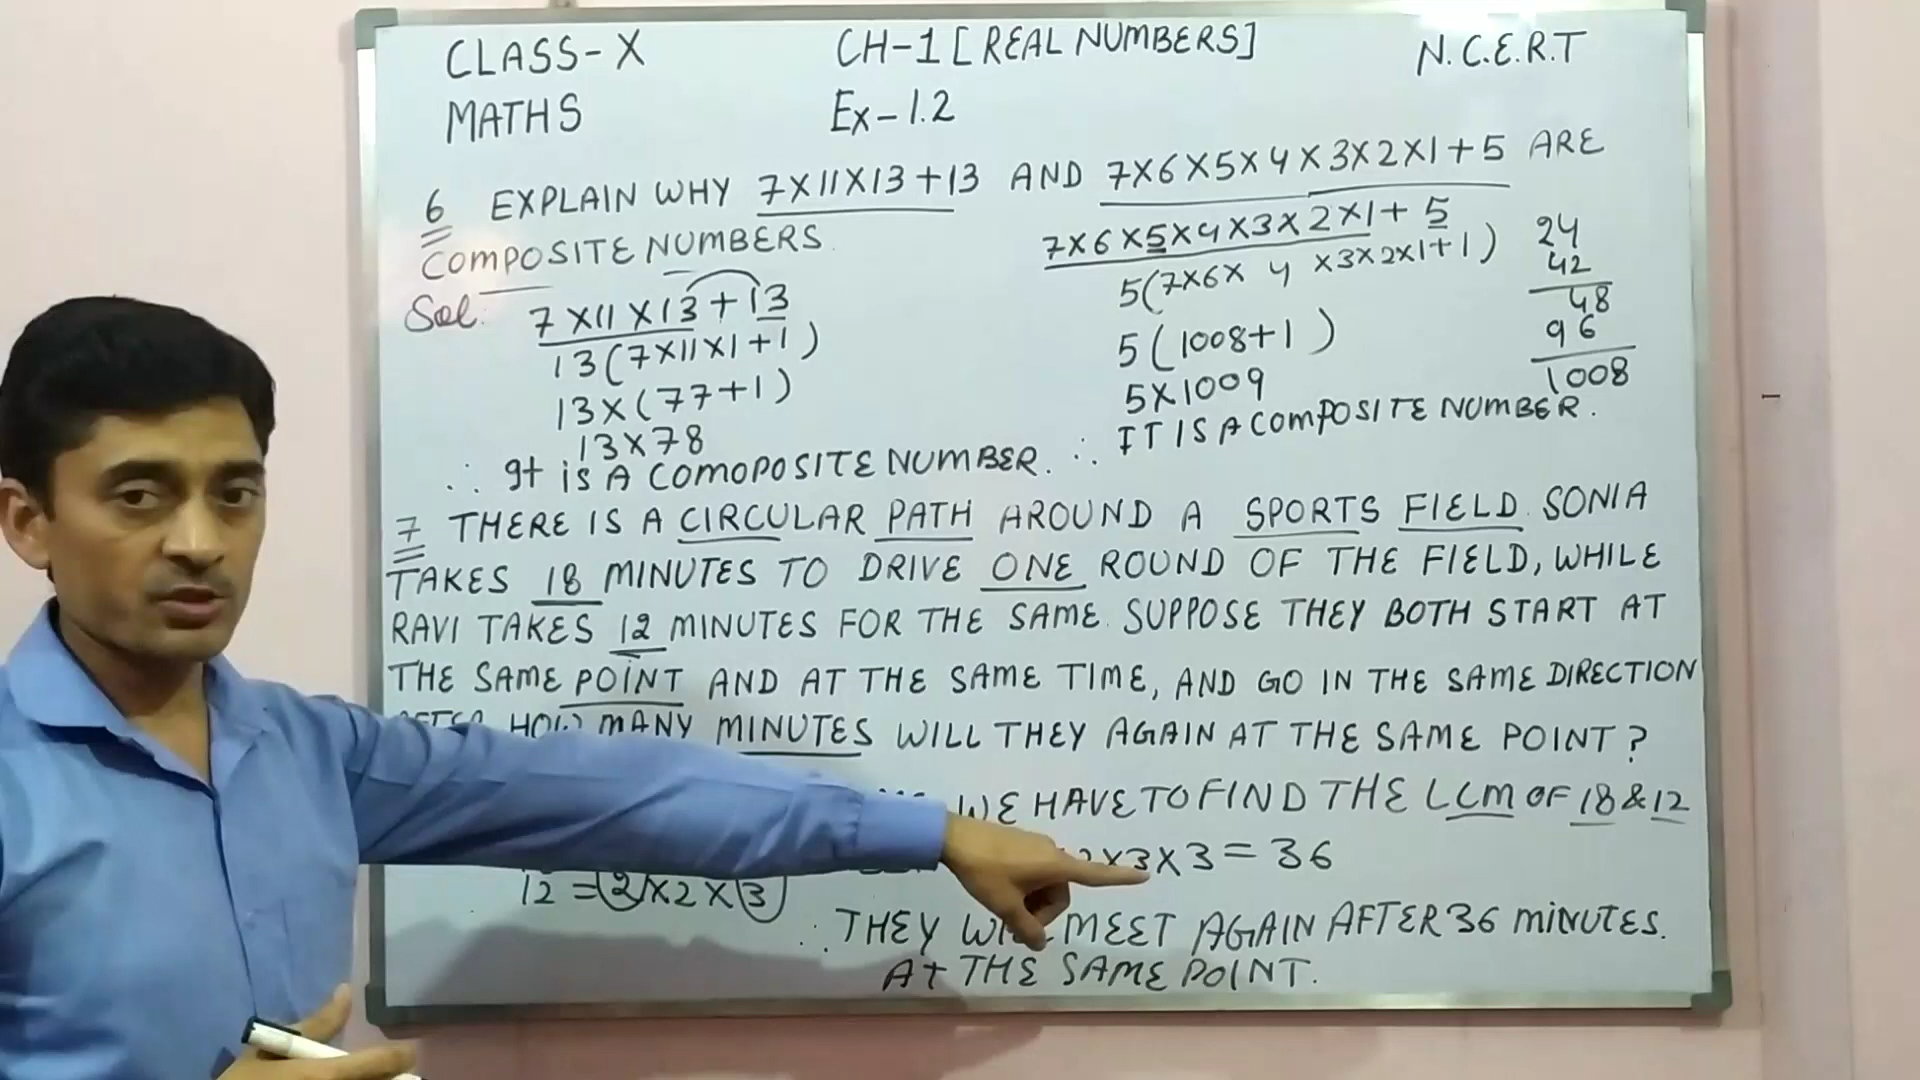 CLASS-X CH-1[REAL NUMBERS] N.C.E.R.T
MATHS Ex-1.2
6 EXPLAIN WHY 7X11X13+13 AND 7X6X5X4X3X2X1+5 ARE
COMPOSITE NUMBERS
Sol. 7X11X13+13
13(7X11X1+1)
13X(77+1)
13X78
∴ It is A COMOPOSITE NUMBER.
7X6X5X4X3X2X1+5
5(7X6X 4 X3X2X1+1)
5(1008+1)
5X1009
∴ IT IS A COMPOSITE NUMBER.
24
42
48
96
1008
7 THERE IS A CIRCULAR PATH AROUND A SPORTS FIELD. SONIA
TAKES 18 MINUTES TO DRIVE ONE ROUND OF THE FIELD, WHILE
RAVI TAKES 12 MINUTES FOR THE SAME. SUPPOSE THEY BOTH START AT
THE SAME POINT AND AT THE SAME TIME, AND GO IN THE SAME DIRECTION
AFTER HOW MANY MINUTES WILL THEY AGAIN AT THE SAME POINT?
WE HAVE TO FIND THE LCM OF 18 & 12
X3X3=36
12=2X2X3
∴ THEY WILL MEET AGAIN AFTER 36 MINUTES.
At THE SAME POINT.